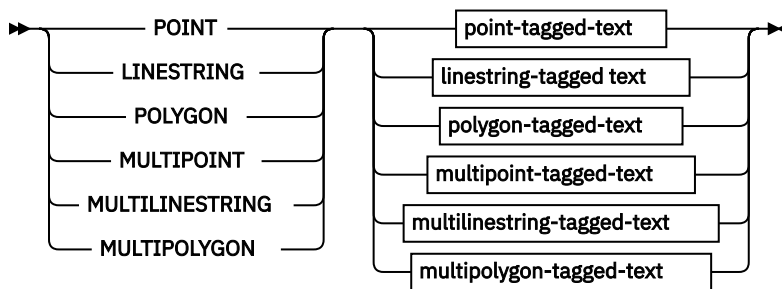 POINT point-tagged-text
LINESTRING linestring-tagged text
POLYGON polygon-tagged-text
MULTIPOINT multipoint-tagged-text
MULTILINESTRING multilinestring-tagged-text
MULTIPOLYGON multipolygon-tagged-text